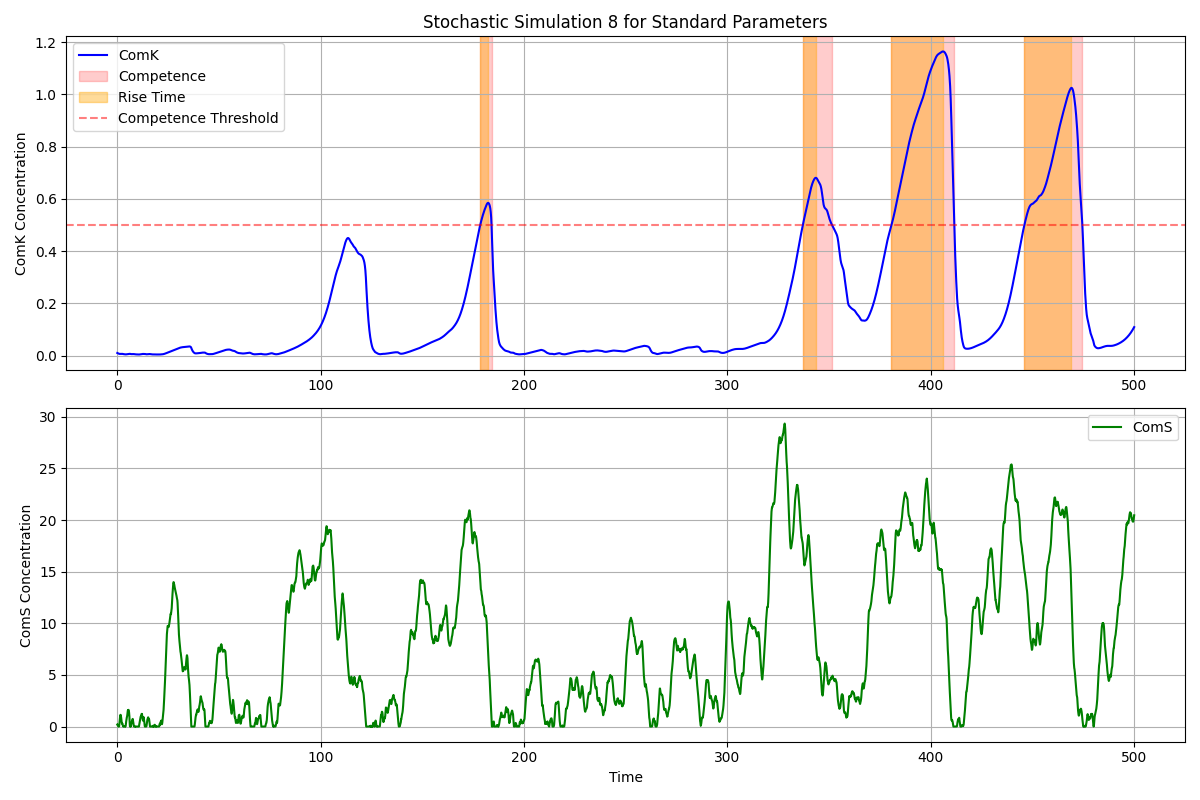 Stochastic Simulation 8 for Standard Parameters
ComK Concentration
1.2
1.0
0.8
0.6
0.4
0.2
0.0
ComK
Competence
Rise Time
Competence Threshold
0 100 200 300 400 500
ComS Concentration
30
25
20
15
10
5
0
ComS
0 100 200 300 400 500
Time